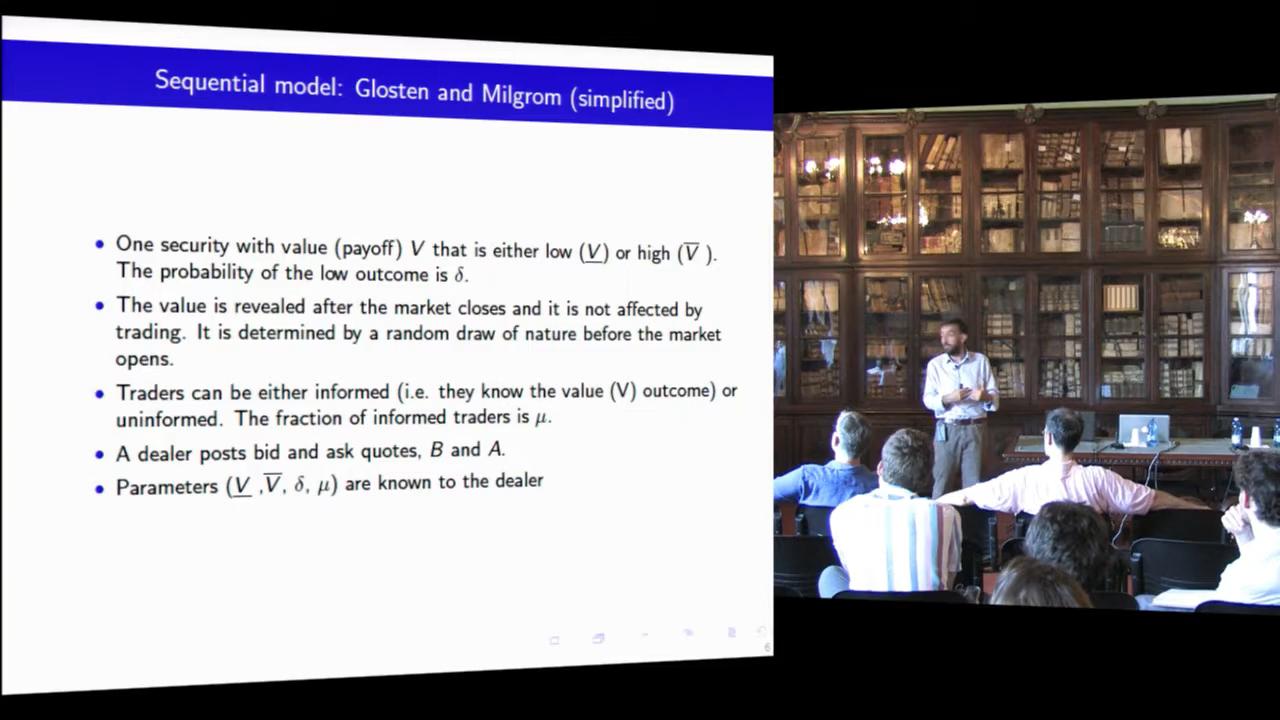 Sequential model: Glosten and Milgrom (simplified)
• One security with value (payoff) V that is either low (V̲) or high (V̅ ).
The probability of the low outcome is δ.
• The value is revealed after the market closes and it is not affected by
trading. It is determined by a random draw of nature before the market
opens.
• Traders can be either informed (i.e. they know the value (V) outcome) or
uninformed. The fraction of informed traders is μ.
• A dealer posts bid and ask quotes, B and A.
• Parameters (V̲ ,V̅, δ, μ) are known to the dealer
6